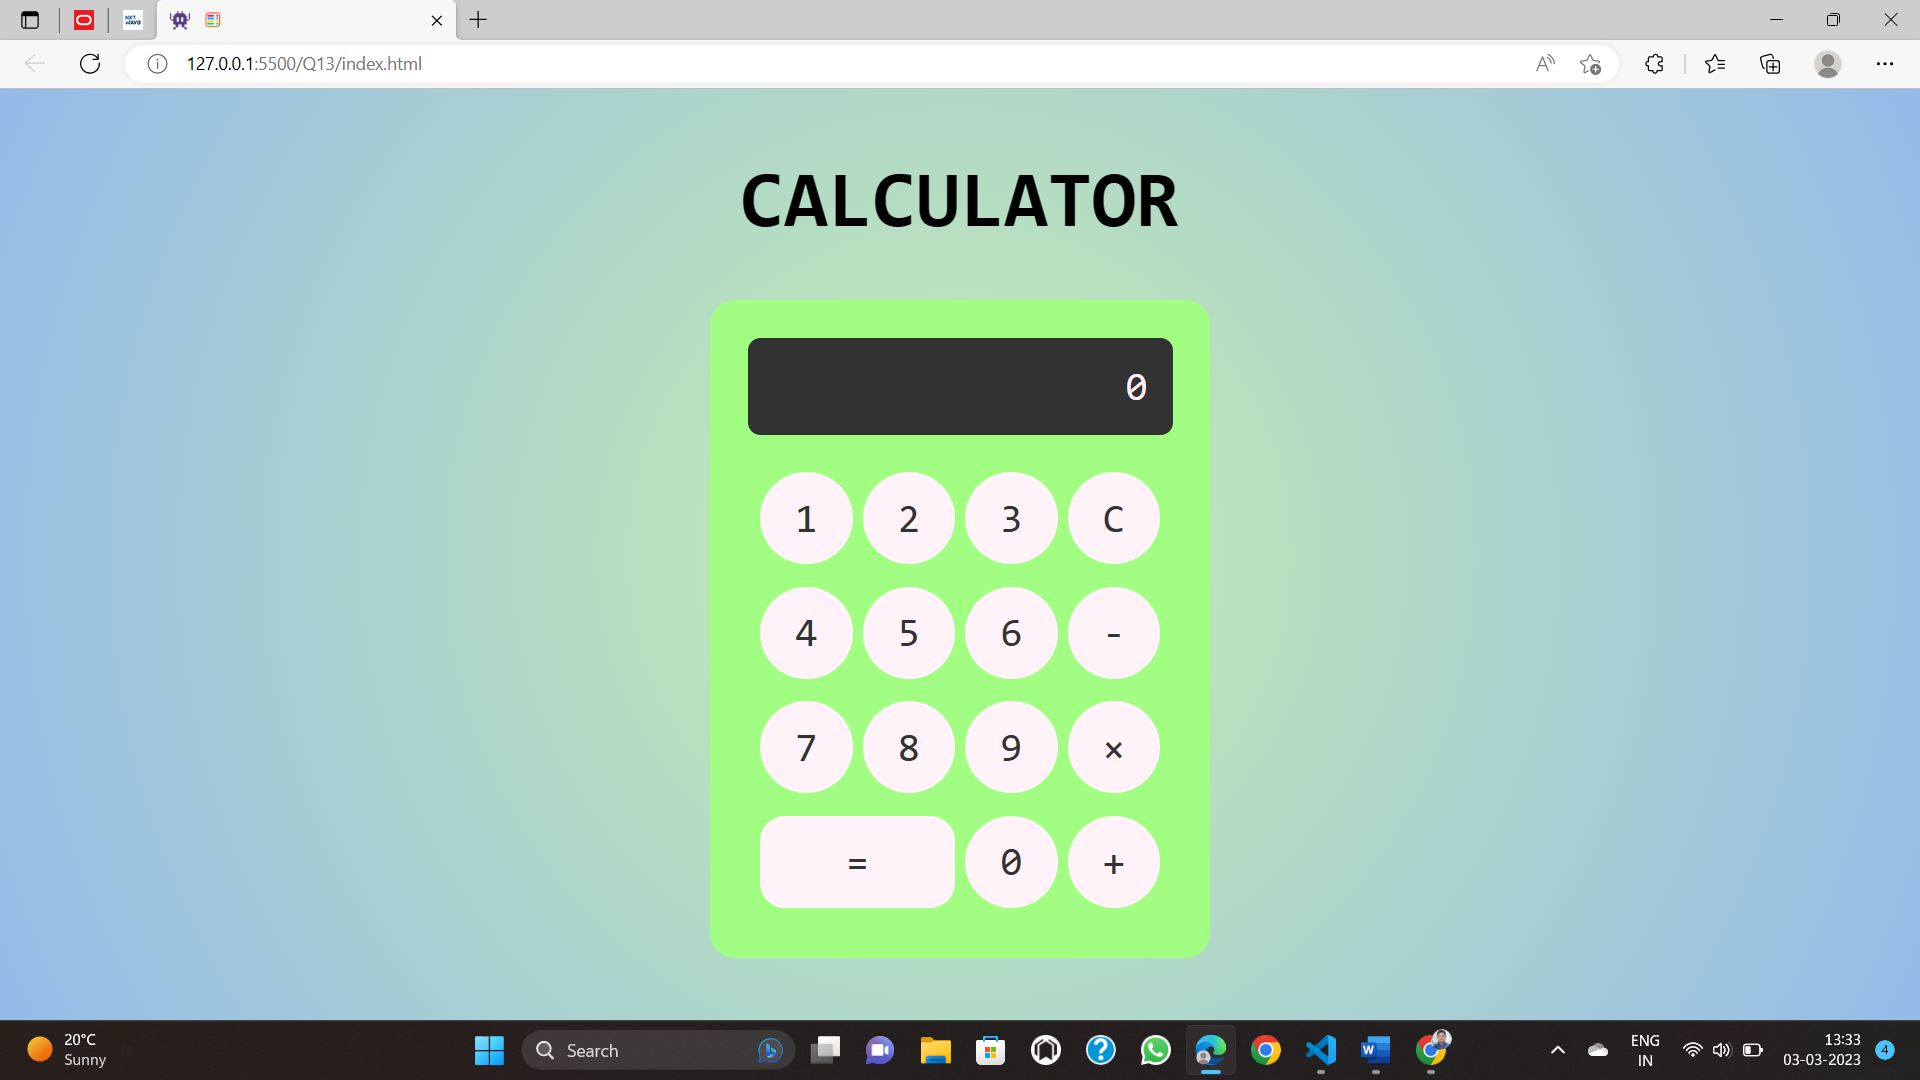 127.0.0.1:5500/Q13/index.html
CALCULATOR
0
1 2 3 C
4 5 6 -
7 8 9 ×
= 0 +
20°C
Sunny
Search
ENG
IN
13:33
03-03-2023
4